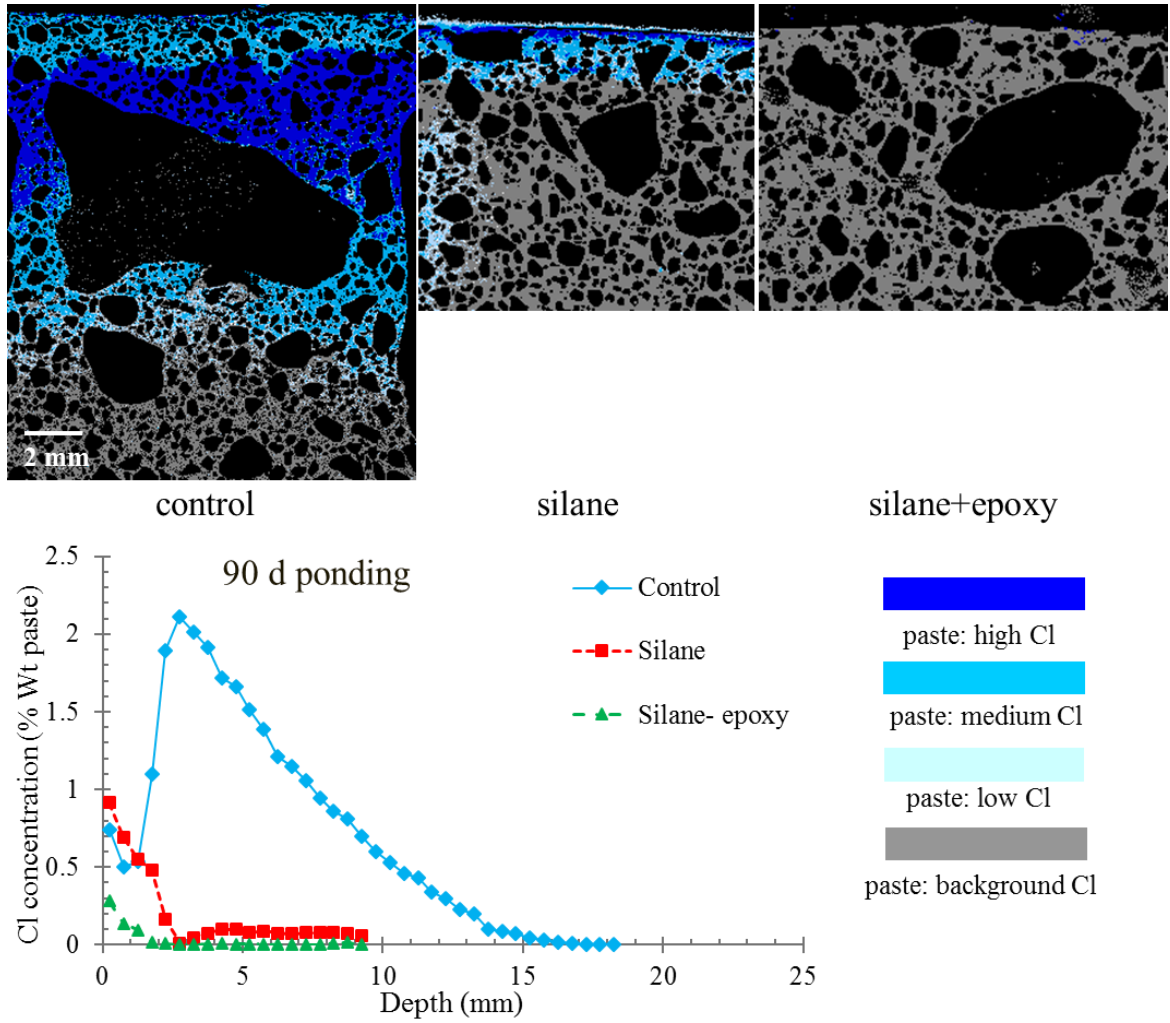 2 mm
control
silane
silane+epoxy
90 d ponding
Cl concentration (% Wt paste)
2.5
2
1.5
1
0.5
0
0
5
10
15
20
25
Depth (mm)
Control
Silane
Silane- epoxy
paste: high Cl
paste: medium Cl
paste: low Cl
paste: background Cl